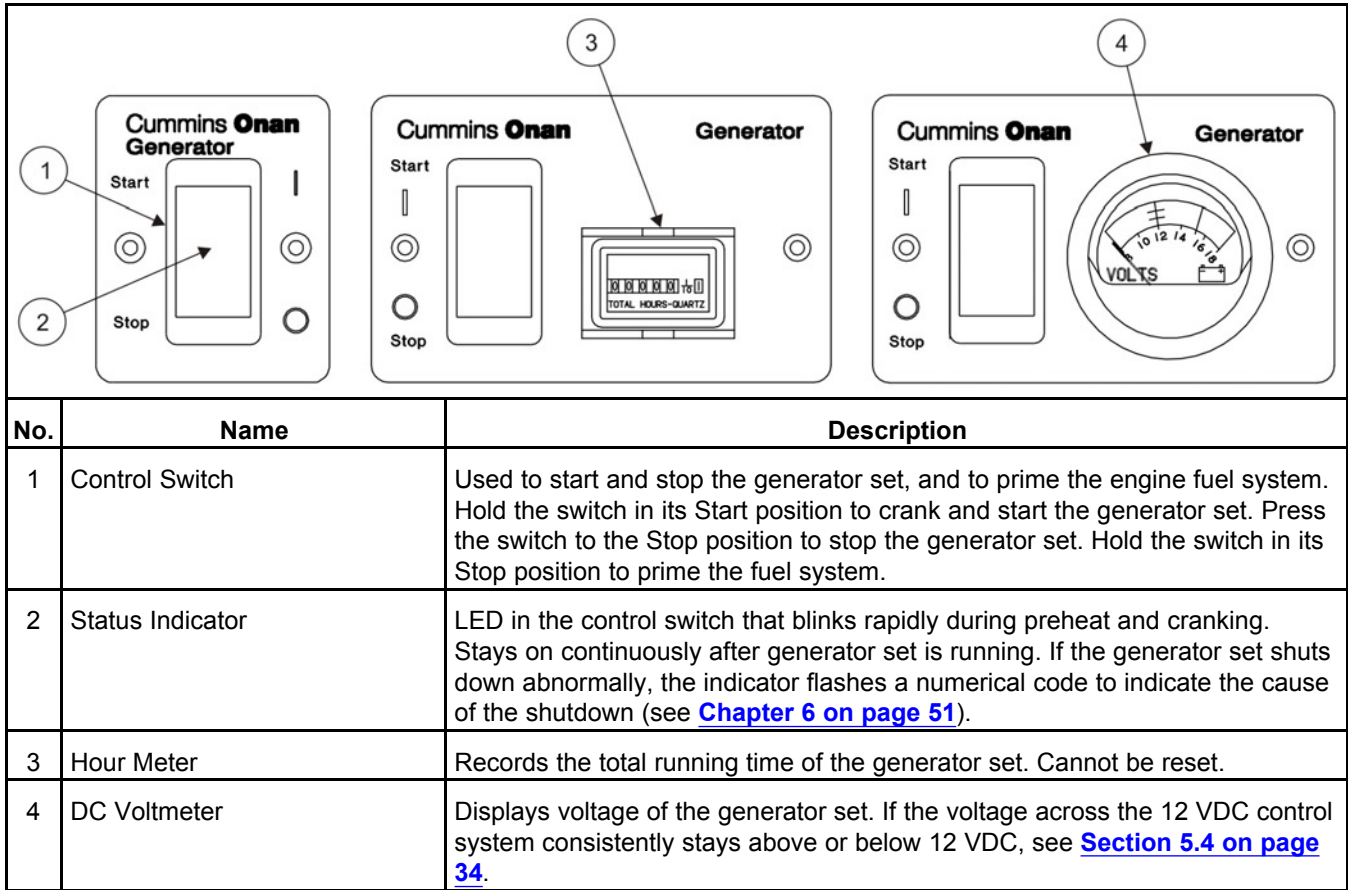 3
4
Cummins Onan
Generator
1
Start
2
Stop
Cummins Onan Generator
Start
00000 1/10 1
TOTAL HOURS-QUARTZ
Stop
Cummins Onan Generator
Start
8 10 12 14 16 18
VOLTS
- +
Stop
No. Name Description
1 Control Switch Used to start and stop the generator set, and to prime the engine fuel system.
Hold the switch in its Start position to crank and start the generator set. Press
the switch to the Stop position to stop the generator set. Hold the switch in its
Stop position to prime the fuel system.
2 Status Indicator LED in the control switch that blinks rapidly during preheat and cranking.
Stays on continuously after generator set is running. If the generator set shuts
down abnormally, the indicator flashes a numerical code to indicate the cause
of the shutdown (see Chapter 6 on page 51).
3 Hour Meter Records the total running time of the generator set. Cannot be reset.
4 DC Voltmeter Displays voltage of the generator set. If the voltage across the 12 VDC control
system consistently stays above or below 12 VDC, see Section 5.4 on page
34.